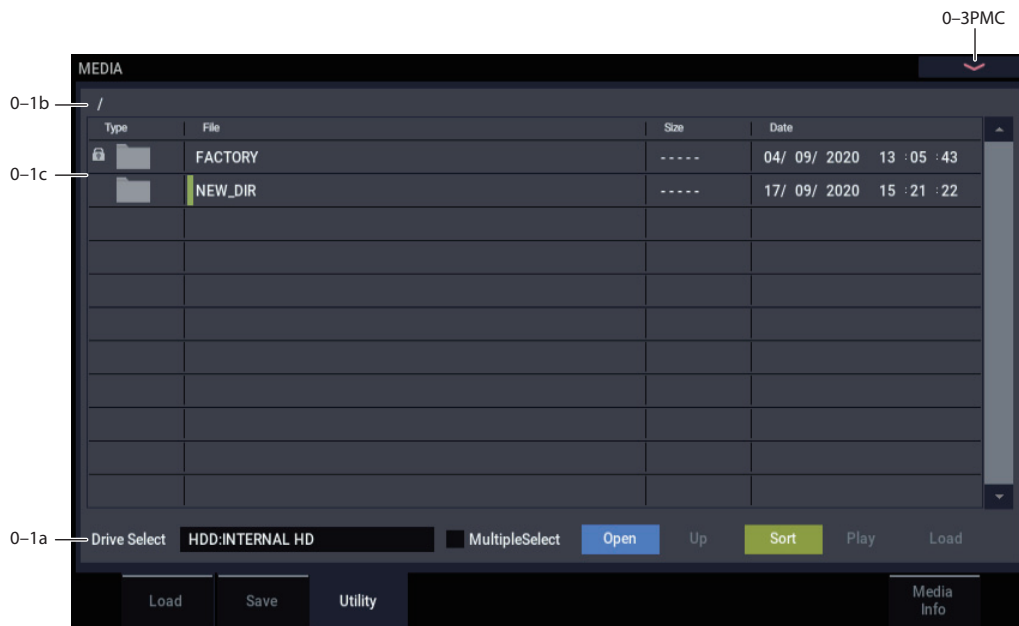 0–3PMC
MEDIA
0–1b
/
Type File Size Date
FACTORY ----- 04/ 09/ 2020 13 :05 :43
0–1c
NEW_DIR ----- 17/ 09/ 2020 15 :21 :22
0–1a
Drive Select HDD:INTERNAL HD MultipleSelect Open Up Sort Play Load
Load Save Utility Media
Info